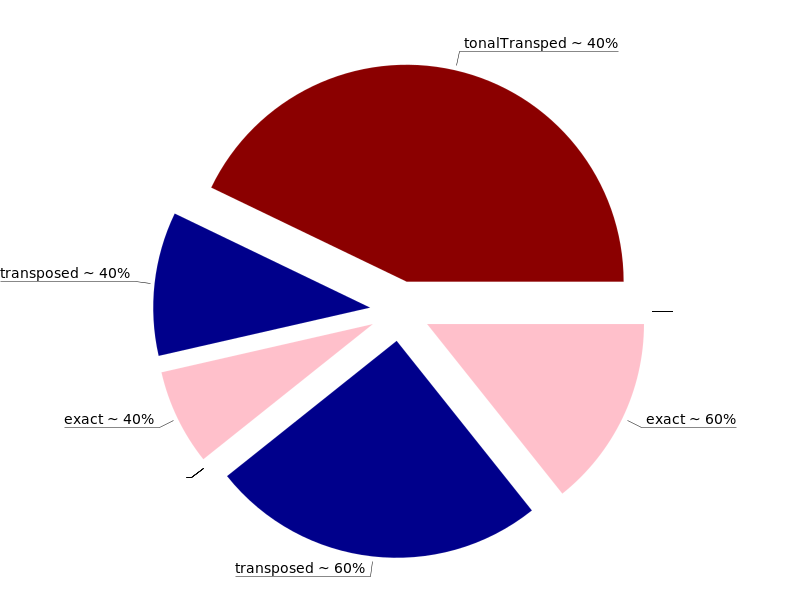 tonalTransped ~ 40%
transposed ~ 40%
exact ~ 40%
exact ~ 60%
transposed ~ 60%